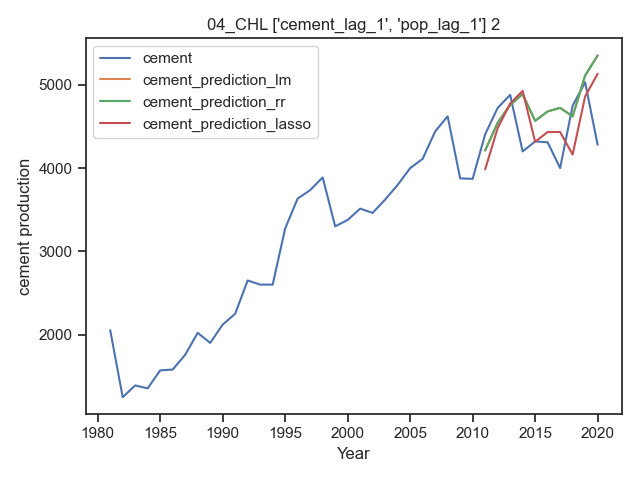 04_CHL ['cement_lag_1', 'pop_lag_1'] 2
cement
cement_prediction_lm
cement_prediction_rr
cement_prediction_lasso
cement production
5000
4000
3000
2000
1980 1985 1990 1995 2000 2005 2010 2015 2020
Year